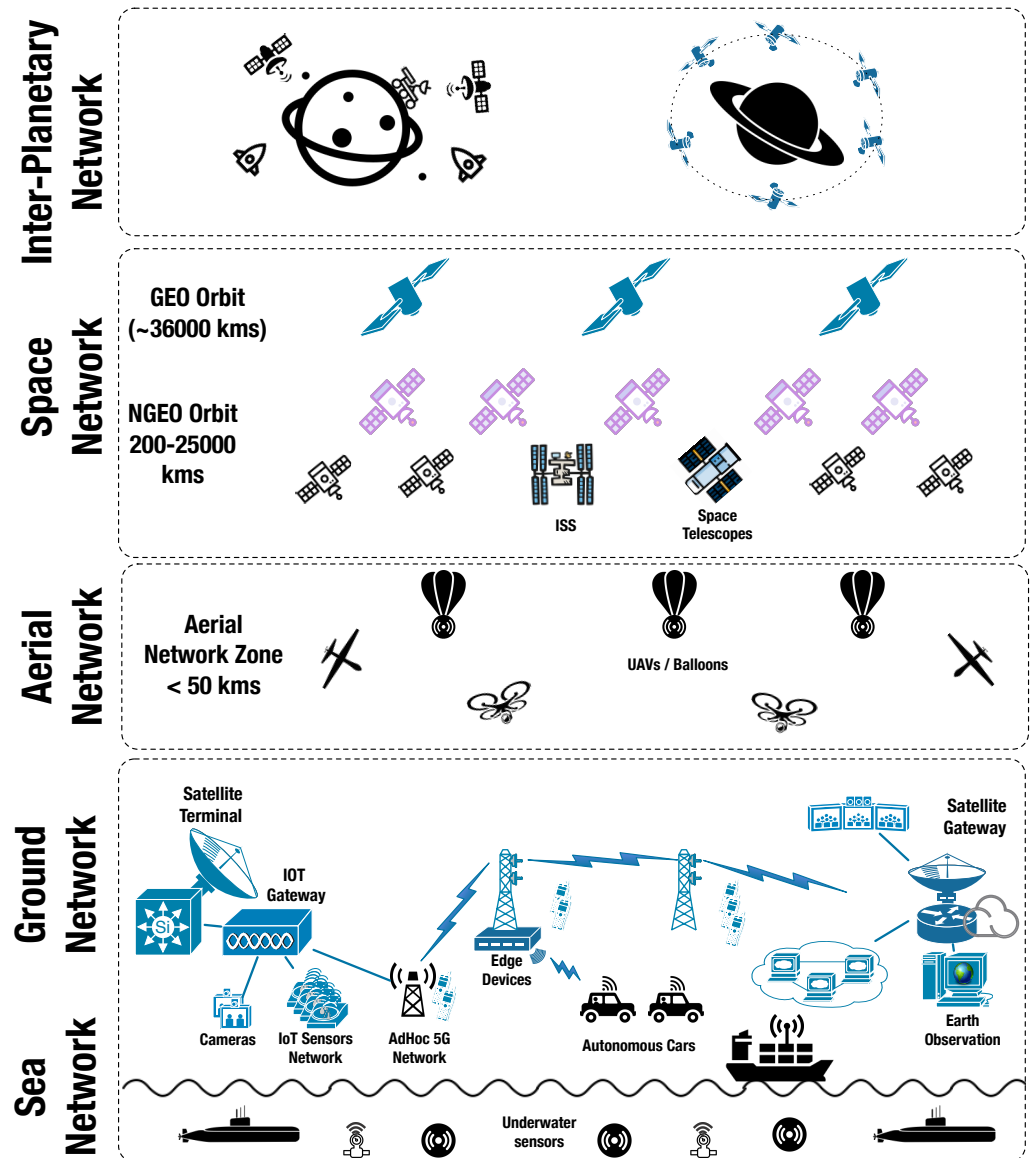 Inter-Planetary
Network
Space
Network
GEO Orbit
(~36000 kms)
NGEO Orbit
200-25000
kms
ISS
Space
Telescopes
Aerial
Network
Aerial
Network Zone
< 50 kms
UAVs / Balloons
Ground
Network
Satellite
Terminal
IOT
Gateway
Si
Satellite
Gateway
Edge
Devices
Cameras
IoT Sensors
Network
AdHoc 5G
Network
Autonomous Cars
Earth
Observation
Sea
Network
Underwater
sensors